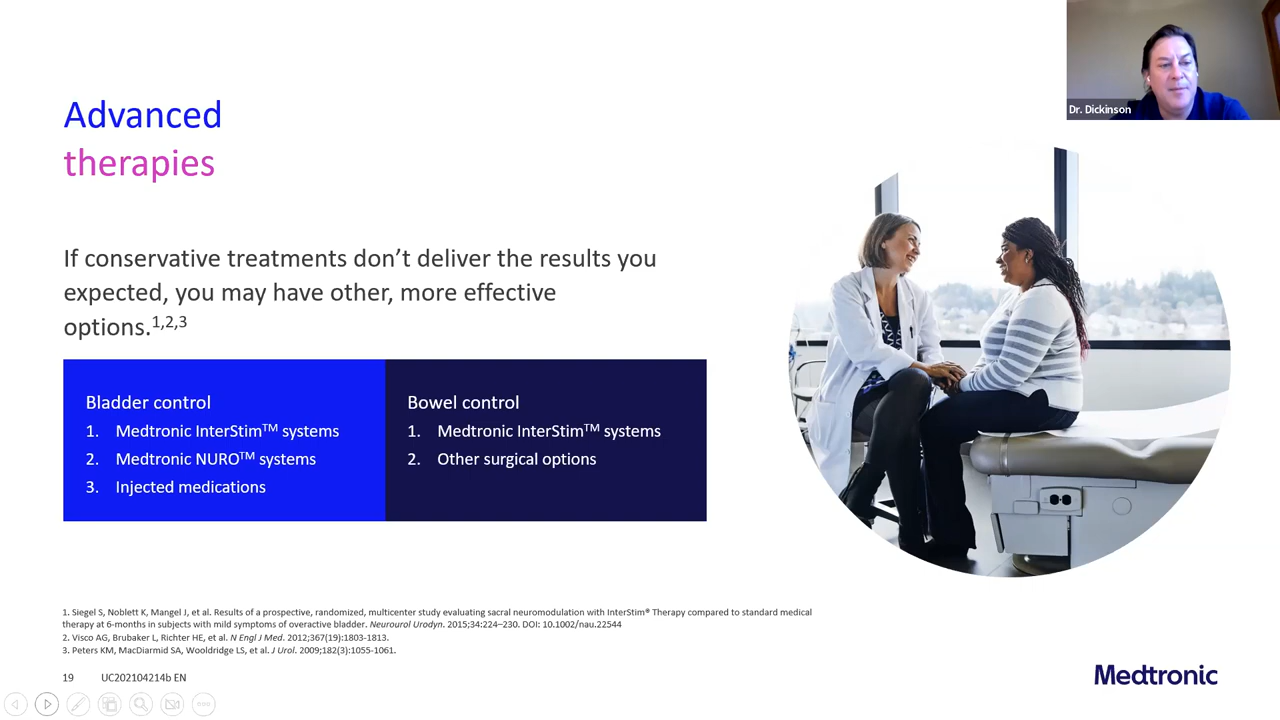 Dr. Dickinson
Advanced
therapies
If conservative treatments don’t deliver the results you
expected, you may have other, more effective
options.1,2,3
Bladder control
1. Medtronic InterStim™ systems
2. Medtronic NURO™ systems
3. Injected medications
Bowel control
1. Medtronic InterStim™ systems
2. Other surgical options
1. Siegel S, Noblett K, Mangel J, et al. Results of a prospective, randomized, multicenter study evaluating sacral neuromodulation with InterStim® Therapy compared to standard medical
therapy at 6-months in subjects with mild symptoms of overactive bladder. Neurourol Urodyn. 2015;34:224–230. DOI: 10.1002/nau.22544
2. Visco AG, Brubaker L, Richter HE, et al. N Engl J Med. 2012;367(19):1803-1813.
3. Peters KM, MacDiarmid SA, Wooldridge LS, et al. J Urol. 2009;182(3):1055-1061.
19 UC202104214b EN
Medtronic